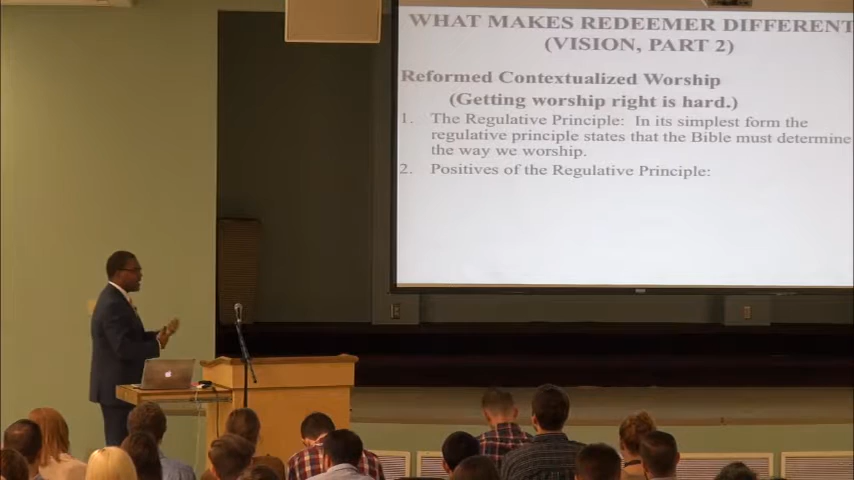 WHAT MAKES REDEEMER DIFFERENT
(VISION, PART 2)
Reformed Contextualized Worship
(Getting worship right is hard.)
1. The Regulative Principle: In its simplest form the
regulative principle states that the Bible must determine
the way we worship.
2. Positives of the Regulative Principle: